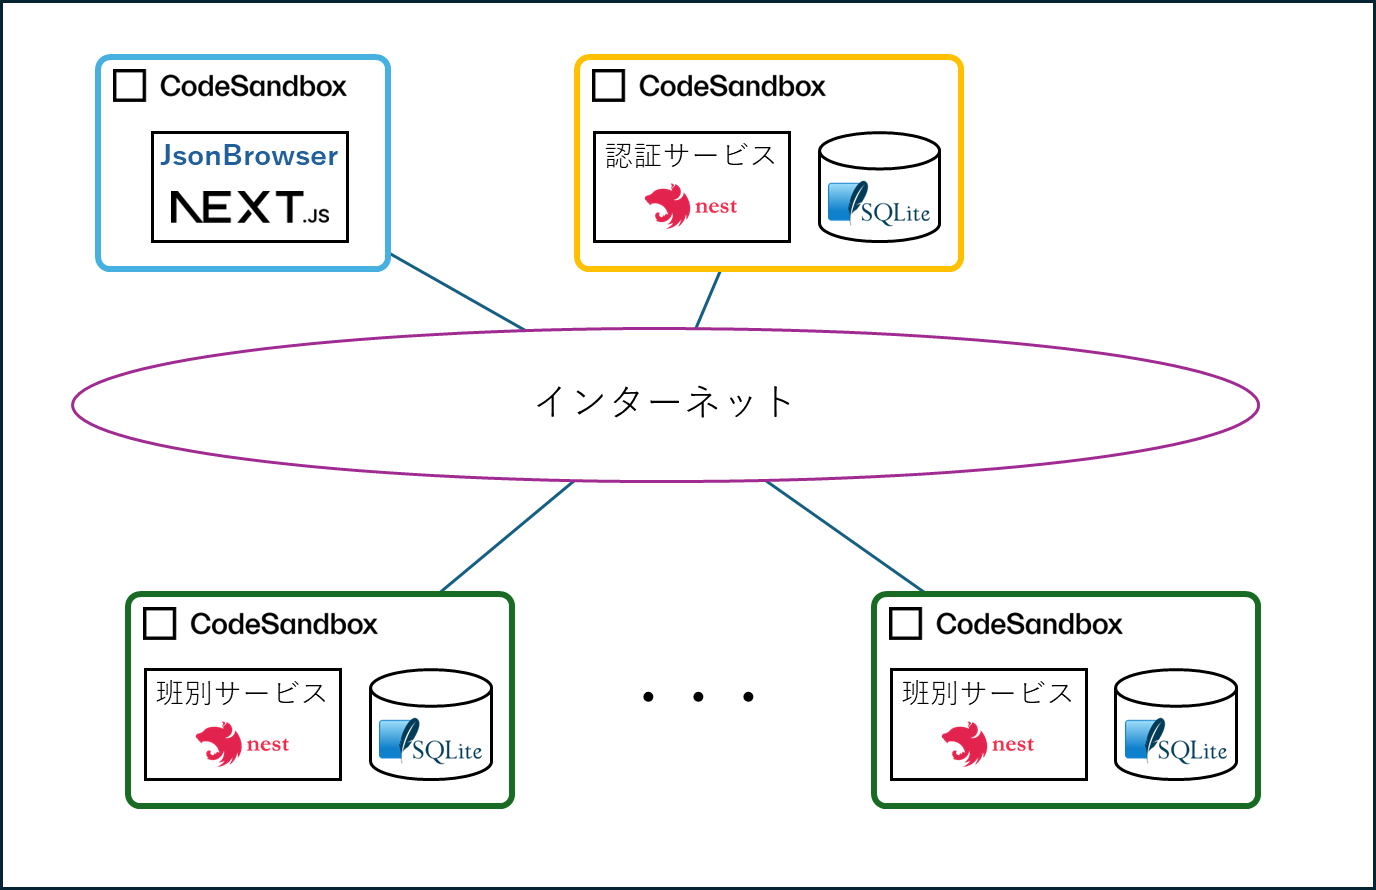 CodeSandbox
JsonBrowser
NEXT.JS
CodeSandbox
認証サービス
nest
SQLite
インターネット
CodeSandbox
班別サービス
nest
SQLite
・・・
CodeSandbox
班別サービス
nest
SQLite